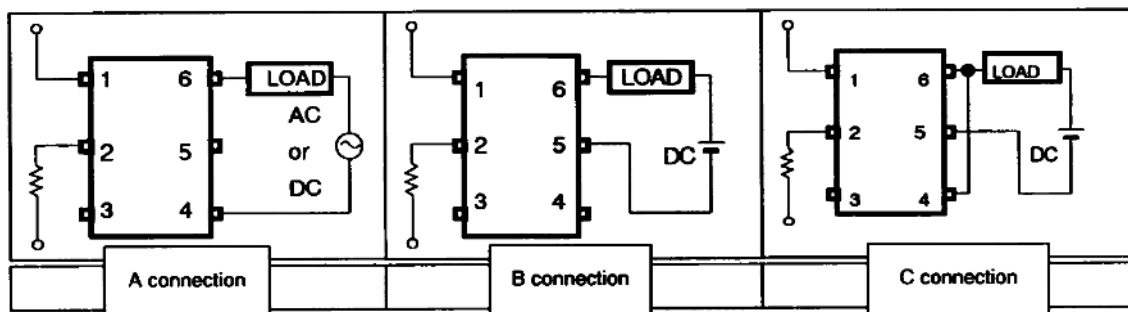 1 6 LOAD
AC
2 5 or
DC
3 4
A connection
1 6 LOAD
2 5 DC
3 4
B connection
1 6 LOAD
2 5 DC
3 4
C connection